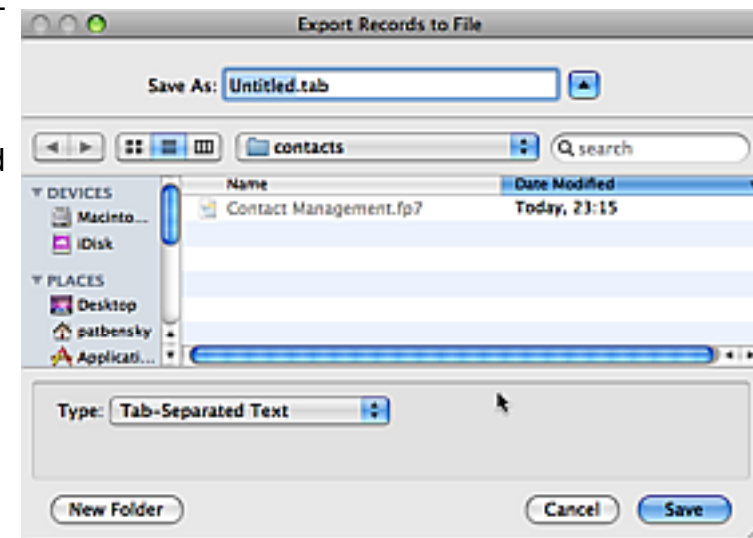 Export Records to File
Save As: Untitled.tab
contacts
search
DEVICES
Name
Date Modified
Macinto...
Contact Management.fp7
Today, 23:15
iDisk
PLACES
Desktop
patbensky
Applicati...
Type: Tab-Separated Text
New Folder
Cancel
Save